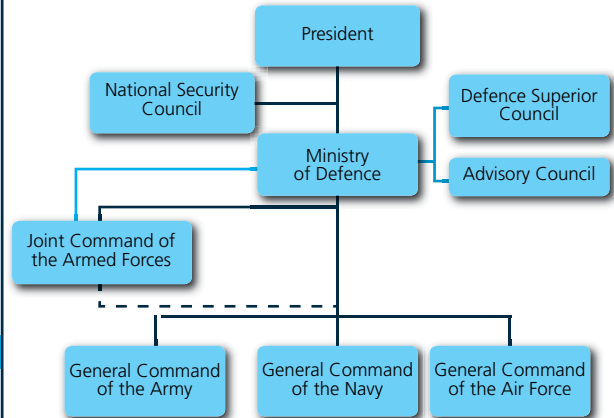 President
National Security
Council
Defence Superior
Council
Ministry
of Defence
Advisory Council
Joint Command of
the Armed Forces
General Command
of the Army
General Command
of the Navy
General Command
of the Air Force